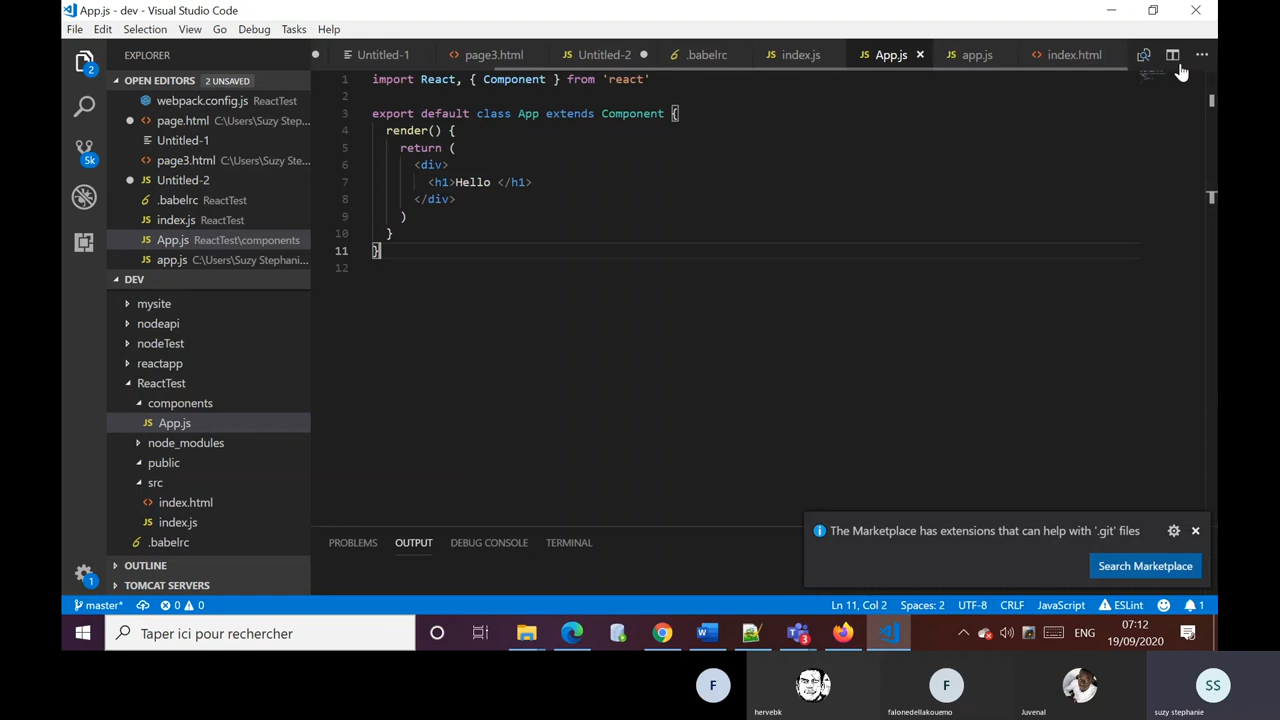 App.js - dev - Visual Studio Code
File Edit Selection View Go Debug Tasks Help
EXPLORER
Untitled-1 page3.html Untitled-2 .babelrc index.js App.js app.js index.html
OPEN EDITORS 2 UNSAVED
webpack.config.js ReactTest
page.html C:\Users\Suzy Step...
Untitled-1
page3.html C:\Users\Suzy Ste...
Untitled-2
.babelrc ReactTest
index.js ReactTest
App.js ReactTest\components
app.js C:\Users\Suzy Stephani...
DEV
mysite
nodeapi
nodeTest
reactapp
ReactTest
components
App.js
node_modules
public
src
index.html
index.js
.babelrc
OUTLINE
TOMCAT SERVERS
2
5k
1
1 import React, { Component } from 'react'
2
3 export default class App extends Component {
4 render() {
5 return (
6 <div>
7 <h1>Hello </h1>
8 </div>
9 )
10 }
11 }
12
PROBLEMS OUTPUT DEBUG CONSOLE TERMINAL
The Marketplace has extensions that can help with '.git' files
Search Marketplace
master* 0 0 Ln 11, Col 2 Spaces: 2 UTF-8 CRLF JavaScript ESLint 1
Taper ici pour rechercher
3
ENG
07:12
19/09/2020
F F SS
hervebk falonedellakouemo Juvenal suzy stephanie